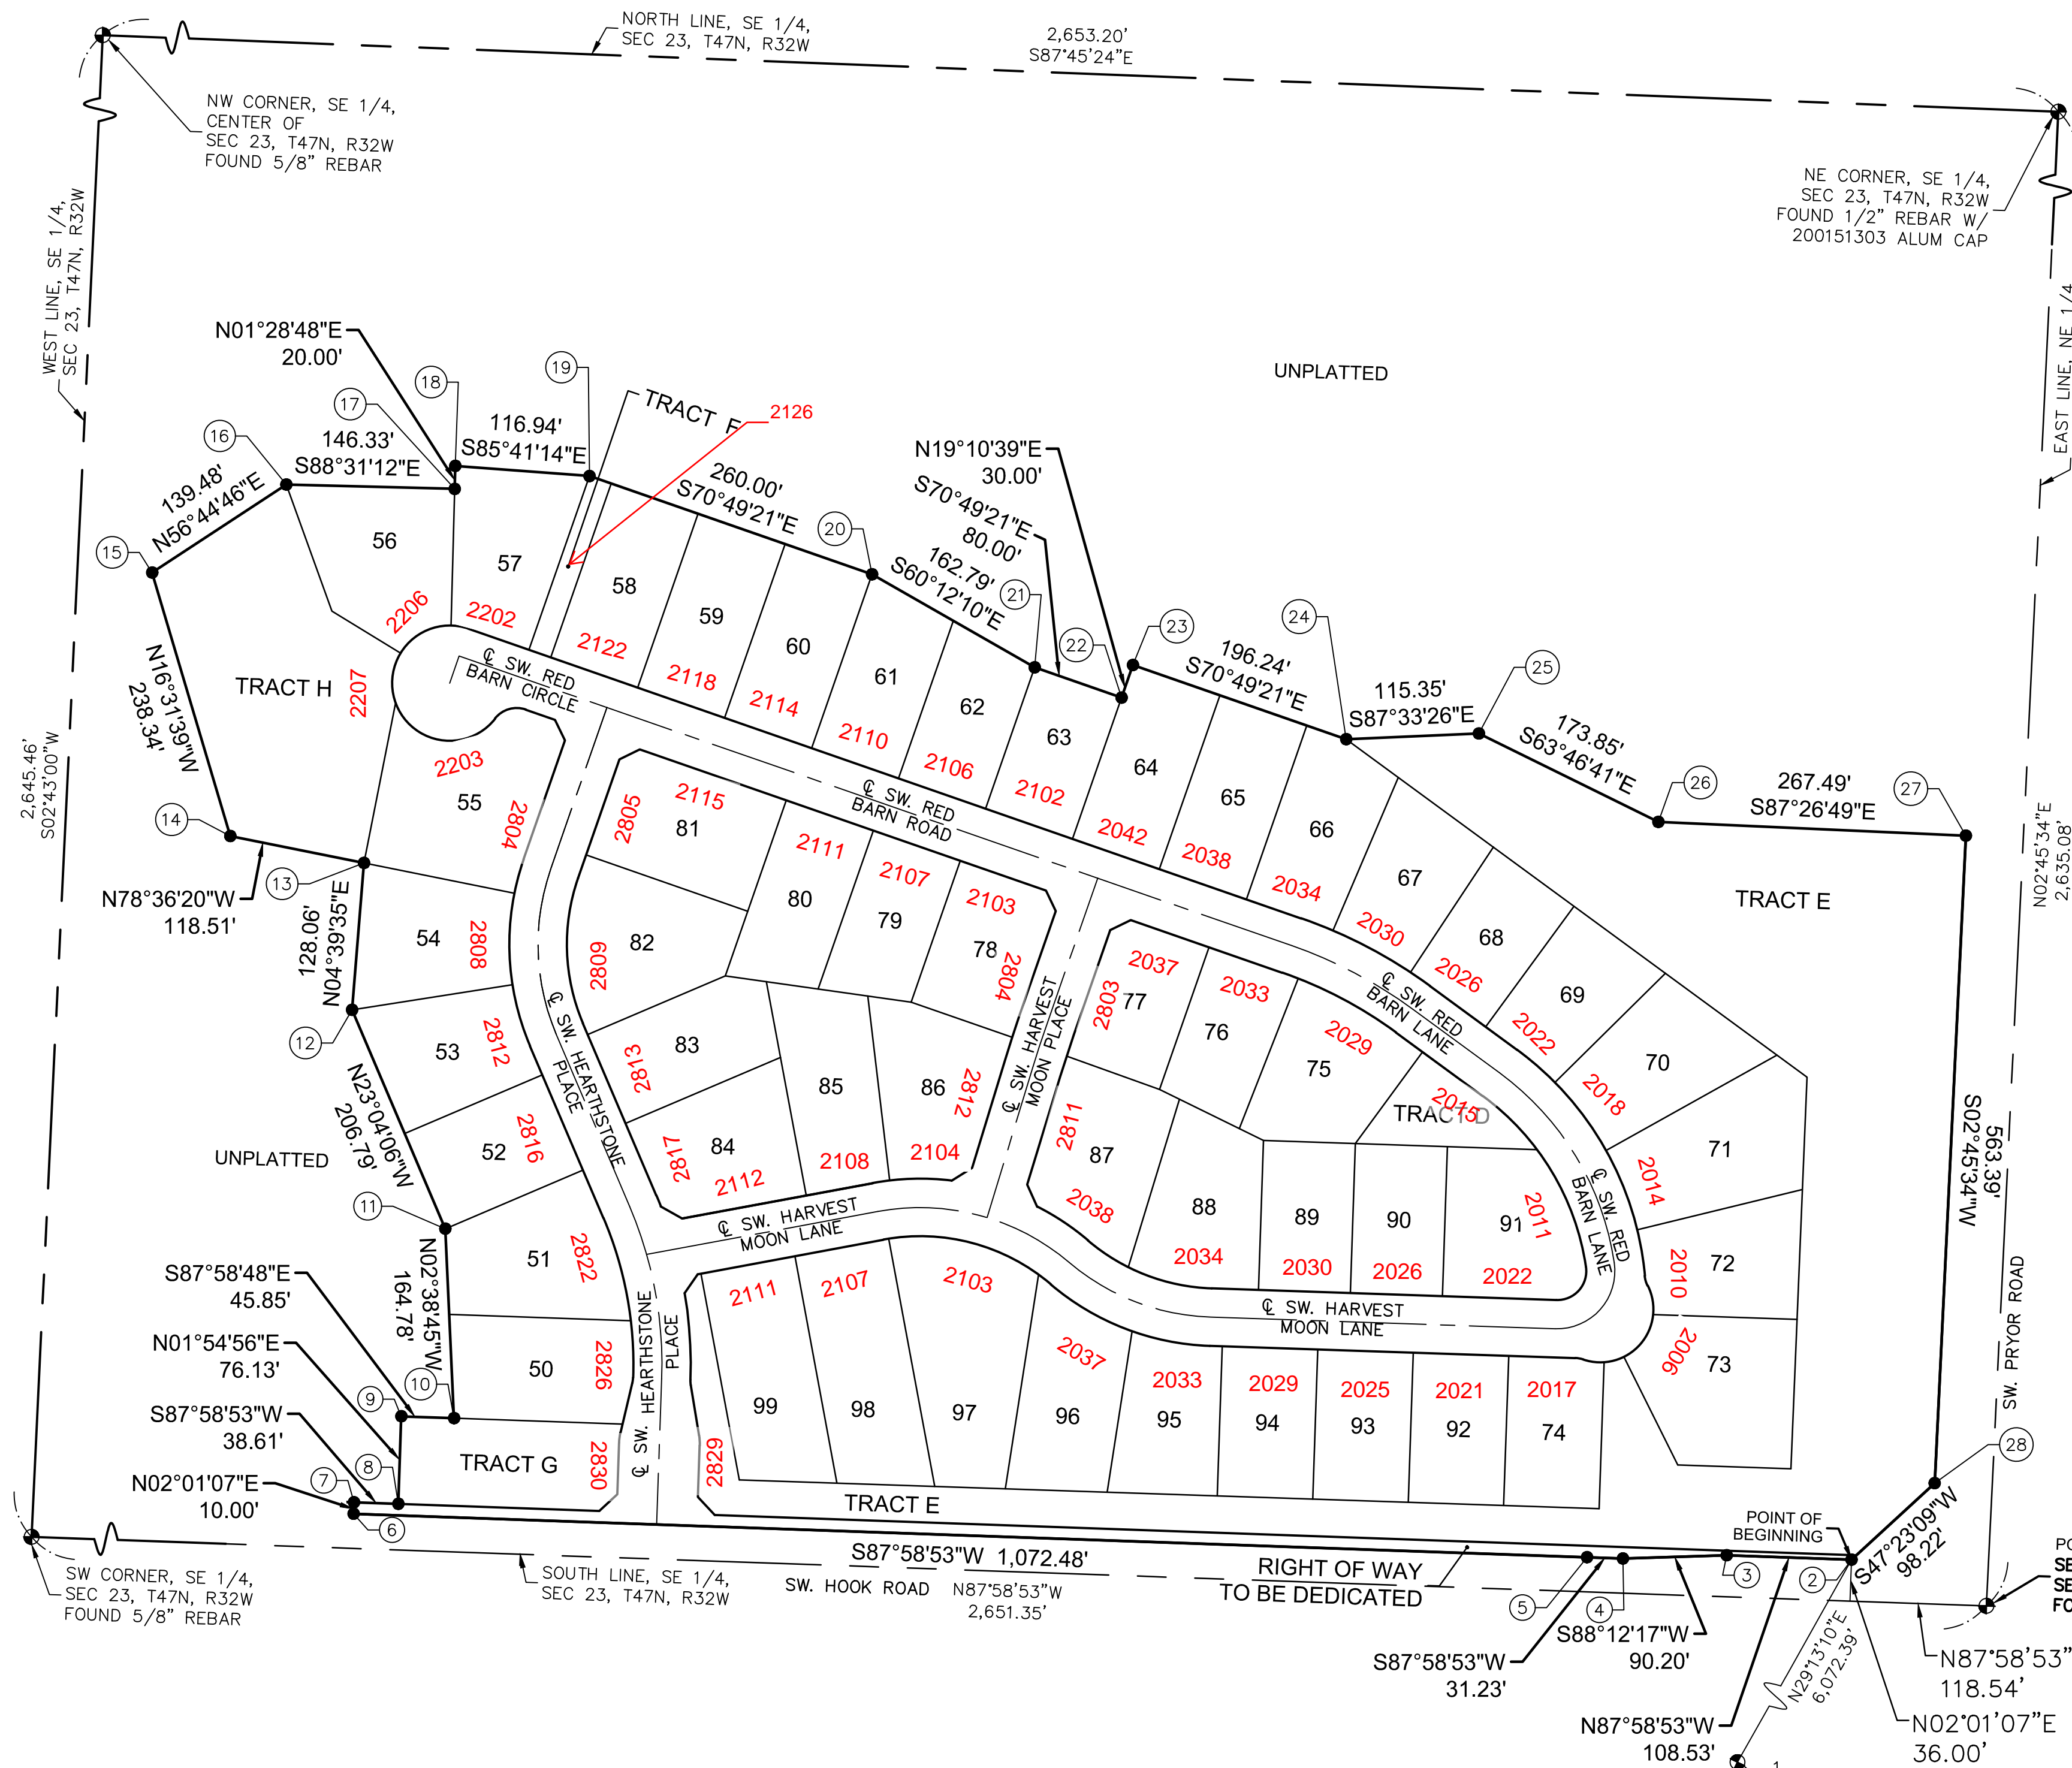 NORTH LINE, SE 1/4,
SEC 23, T47N, R32W
2,653.20'
S87°45'24"E
NW CORNER, SE 1/4,
CENTER OF
SEC 23, T47N, R32W
FOUND 5/8" REBAR
NE CORNER, SE 1/4,
SEC 23, T47N, R32W
FOUND 1/2" REBAR W/
200151303 ALUM CAP
WEST LINE, SE 1/4,
SEC 23, T47N, R32W
EAST LINE, NE 1/4
2,645.46'
S02°43'00"W
N02°45'34"E
2,635.08'
UNPLATTED
N01°28'48"E
20.00'
18
19
17
16
15
TRACT F
2126
116.94'
S85°41'14"E
146.33'
S88°31'12"E
139.48'
N56°44'46"E
260.00'
S70°49'21"E
20
N19°10'39"E
30.00'
S70°49'21"E
80.00'
162.79'
S60°12'10"E
21
22
23
24
196.24'
S70°49'21"E
115.35'
S87°33'26"E
25
173.85'
S63°46'41"E
26
267.49'
S87°26'49"E
27
N16°31'39"W
238.34'
TRACT H
2207
56
2206
57
2202
58
2122
59
2118
60
2114
61
2110
62
2106
63
2102
64
2042
65
2038
66
2034
67
2030
68
2026
69
2022
70
2018
71
2014
72
2010
73
2006
TRACT E
℄ SW. RED
BARN CIRCLE
℄ SW. RED
BARN ROAD
℄ SW. RED
BARN LANE
℄ SW. RED
BARN LANE
14
13
N78°36'20"W
118.51'
128.06'
N04°39'35"E
12
N23°04'06"W
206.79'
UNPLATTED
11
N02°38'45"W
164.78'
2203
55
2804
54
2808
53
2812
52
2816
51
2822
50
2826
TRACT G
2830
2805
2115
81
2111
80
2107
79
2103
78
2804
82
2809
83
2813
84
2817
2112
85
2108
86
2812
2104
℄ SW. HEARTHSTONE
PLACE
℄ SW. HARVEST
MOON PLACE
2037
2803
77
2033
76
2029
75
2015
TRACT D
2811
87
2038
88
2034
89
2030
90
2026
91
2011
2022
℄ SW. HARVEST
MOON LANE
℄ SW. HARVEST
MOON LANE
℄ SW. HEARTHSTONE
PLACE
2111
99
2107
98
2103
97
2037
96
2033
95
2029
94
2025
93
2021
92
2017
74
2829
TRACT E
S87°58'48"E
45.85'
N01°54'56"E
76.13'
S87°58'53"W
38.61'
N02°01'07"E
10.00'
10
9
8
7
6
563.39'
S02°45'34"W
SW. PRYOR ROAD
28
S47°23'09"W
98.22'
POINT OF
BEGINNING
SW CORNER, SE 1/4,
SEC 23, T47N, R32W
FOUND 5/8" REBAR
SOUTH LINE, SE 1/4,
SEC 23, T47N, R32W
S87°58'53"W 1,072.48'
SW. HOOK ROAD
N87°58'53"W
2,651.35'
RIGHT OF WAY
TO BE DEDICATED
5
4
3
2
S88°12'17"W
90.20'
S87°58'53"W
31.23'
N87°58'53"W
108.53'
N29°13'10"E
6,072.39'
N87°58'53"
118.54'
N02°01'07"E
36.00'
1